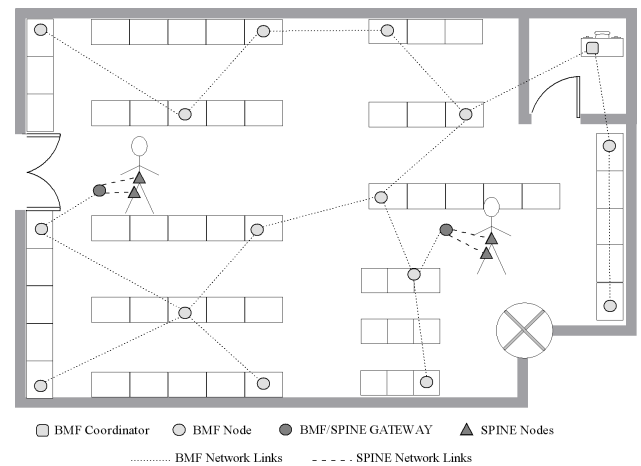 BMF Coordinator BMF Node BMF/SPINE GATEWAY SPINE Nodes
BMF Network Links SPINE Network Links